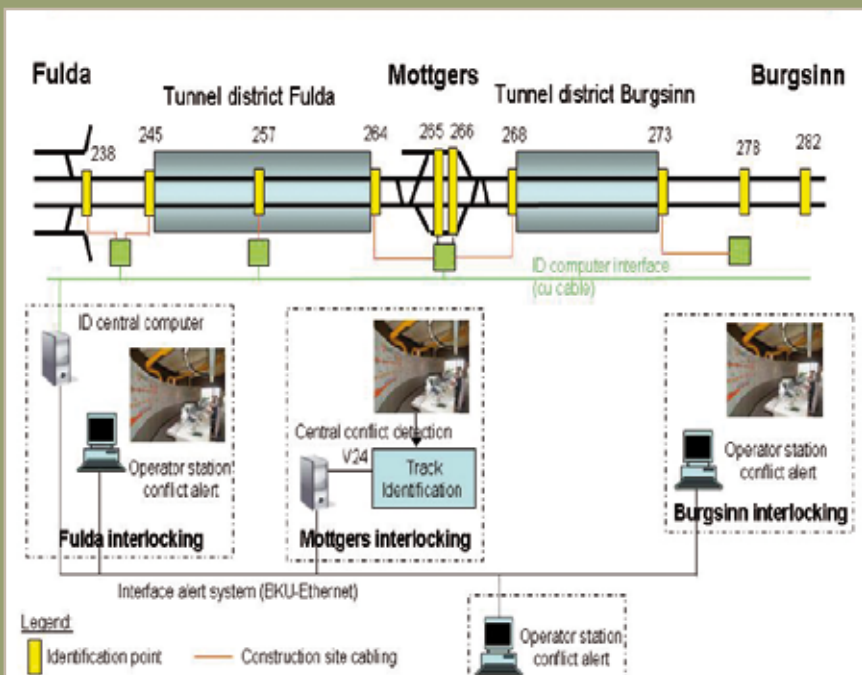 Fulda
Mottgers
Burgsinn
Tunnel district Fulda
Tunnel district Burgsinn
238
245
257
264
265
266
268
273
278
282
ID computer interface
(cu cable)
ID central computer
Operator station
conflict alert
Fulda interlocking
Central conflict detection
V24
Track
Identification
Mottgers interlocking
Operator station
conflict alert
Burgsinn interlocking
Interface alert system (EKU-Ethernet)
Operator station
conflict alert
Legend:
Identification point
Construction site cabling